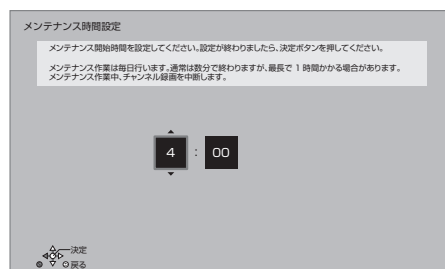 メンテナンス時間設定
メンテナンス開始時間を設定してください。設定が終わりましたら、決定ボタンを押してください。
メンテナンス作業は毎日行います。通常は数分で終わりますが、最長で 1 時間かかる場合があります。
メンテナンス作業中、チャンネル録画を中断します。
4 : 00
決定
戻る